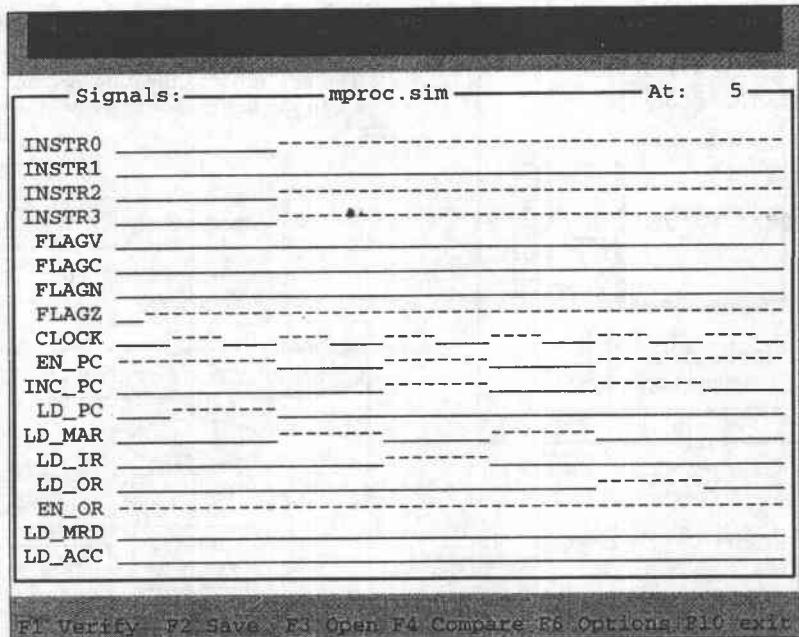 Signals: mproc.sim At: 5
INSTR0
INSTR1
INSTR2
INSTR3
FLAGV
FLAGC
FLAGN
FLAGZ
CLOCK
EN_PC
INC_PC
LD_PC
LD_MAR
LD_IR
LD_OR
EN_OR
LD_MRD
LD_ACC
F1 Verify F2 Save F3 Open F4 Compare F6 Options F10 exit